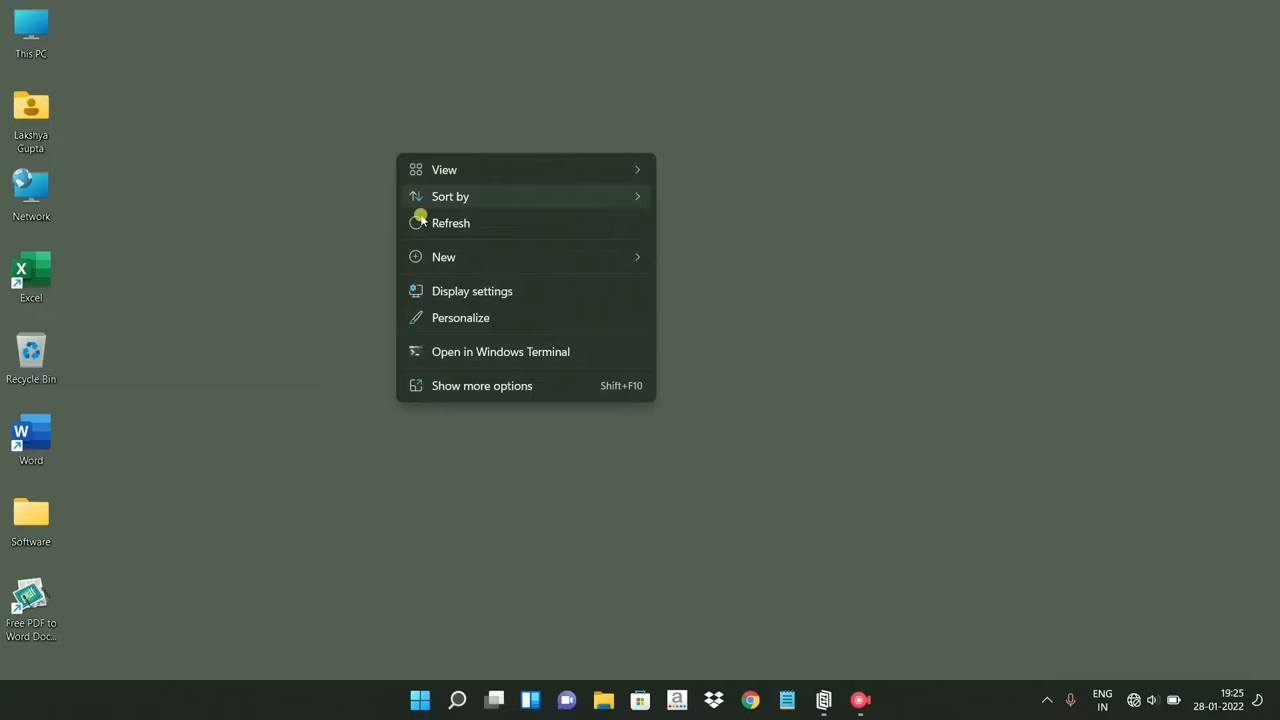 This PC
Lakshya
Gupta
Network
Excel
Recycle Bin
Word
Software
Free PDF to
Word Doc...
View
Sort by
Refresh
New
Display settings
Personalize
Open in Windows Terminal
Show more options Shift+F10
ENG
IN
19:25
28-01-2022